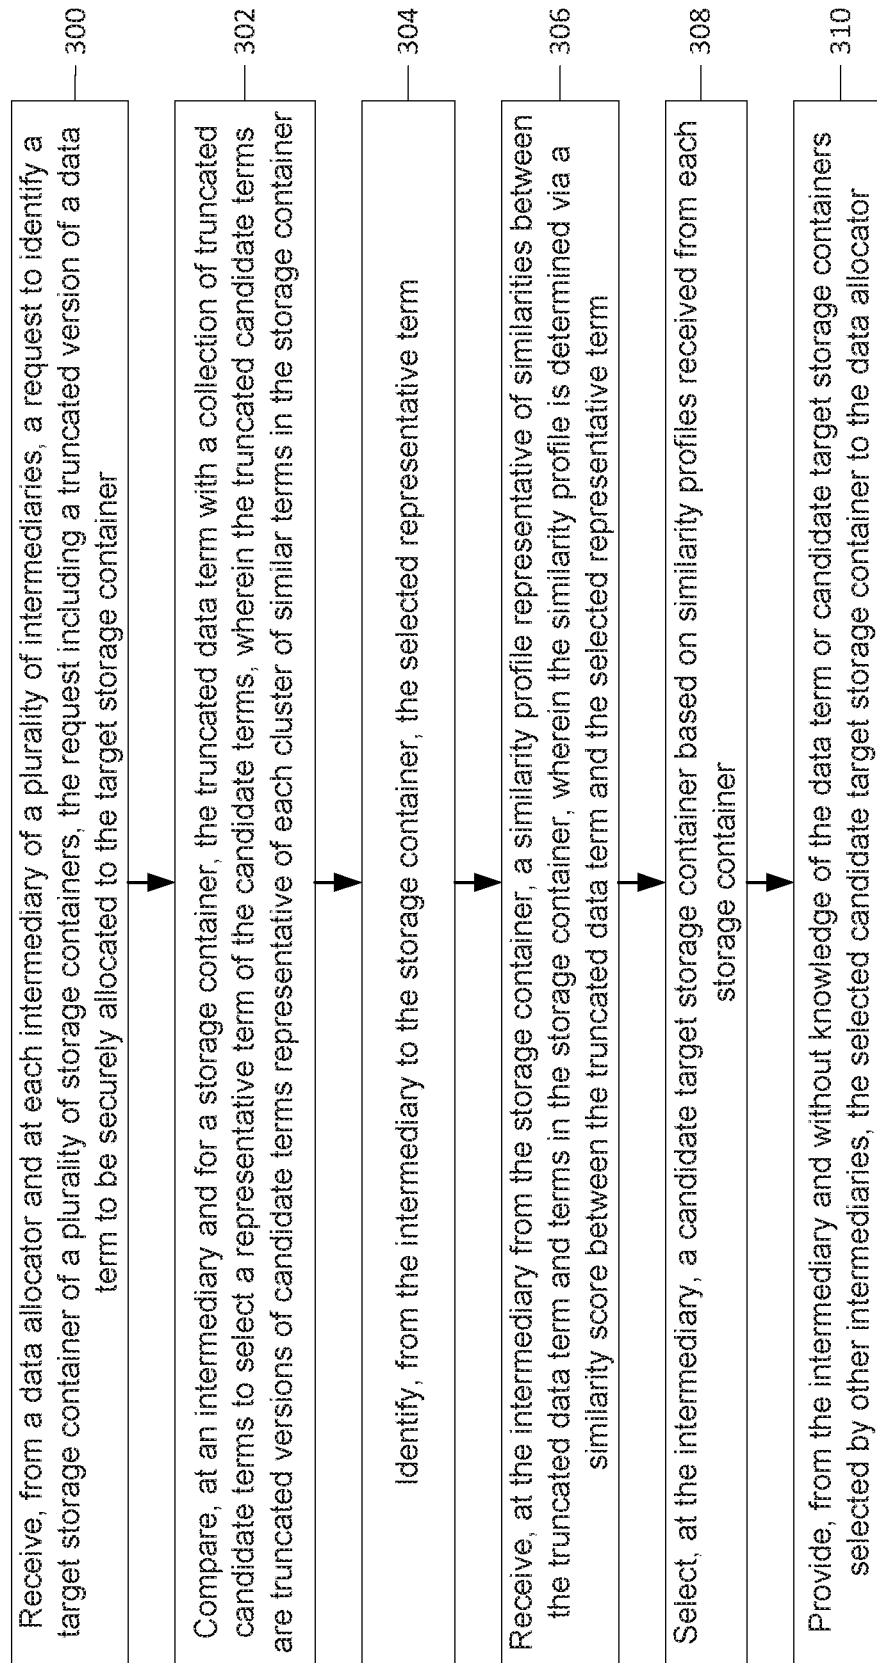 Receive, from a data allocator and at each intermediary of a plurality of intermediaries, a request to identify a
target storage container of a plurality of storage containers, the request including a truncated version of a data
term to be securely allocated to the target storage container
300
Compare, at an intermediary and for a storage container, the truncated data term with a collection of truncated
candidate terms to select a representative term of the candidate terms, wherein the truncated candidate terms
are truncated versions of candidate terms representative of each cluster of similar terms in the storage container
302
Identify, from the intermediary to the storage container, the selected representative term
304
Receive, at the intermediary from the storage container, a similarity profile representative of similarities between
the truncated data term and terms in the storage container, wherein the similarity profile is determined via a
similarity score between the truncated data term and the selected representative term
306
Select, at the intermediary, a candidate target storage container based on similarity profiles received from each
storage container
308
Provide, from the intermediary and without knowledge of the data term or candidate target storage containers
selected by other intermediaries, the selected candidate target storage container to the data allocator
310